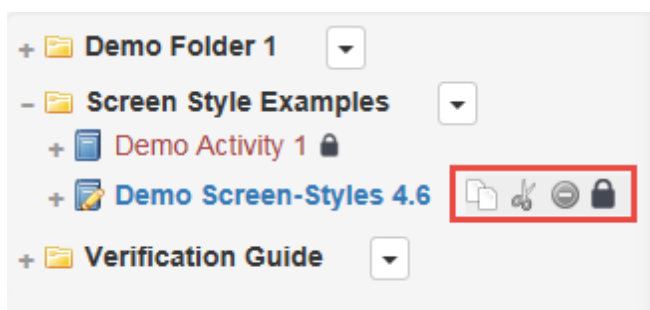 Demo Folder 1
Screen Style Examples
Demo Activity 1
Demo Screen-Styles 4.6
Verification Guide